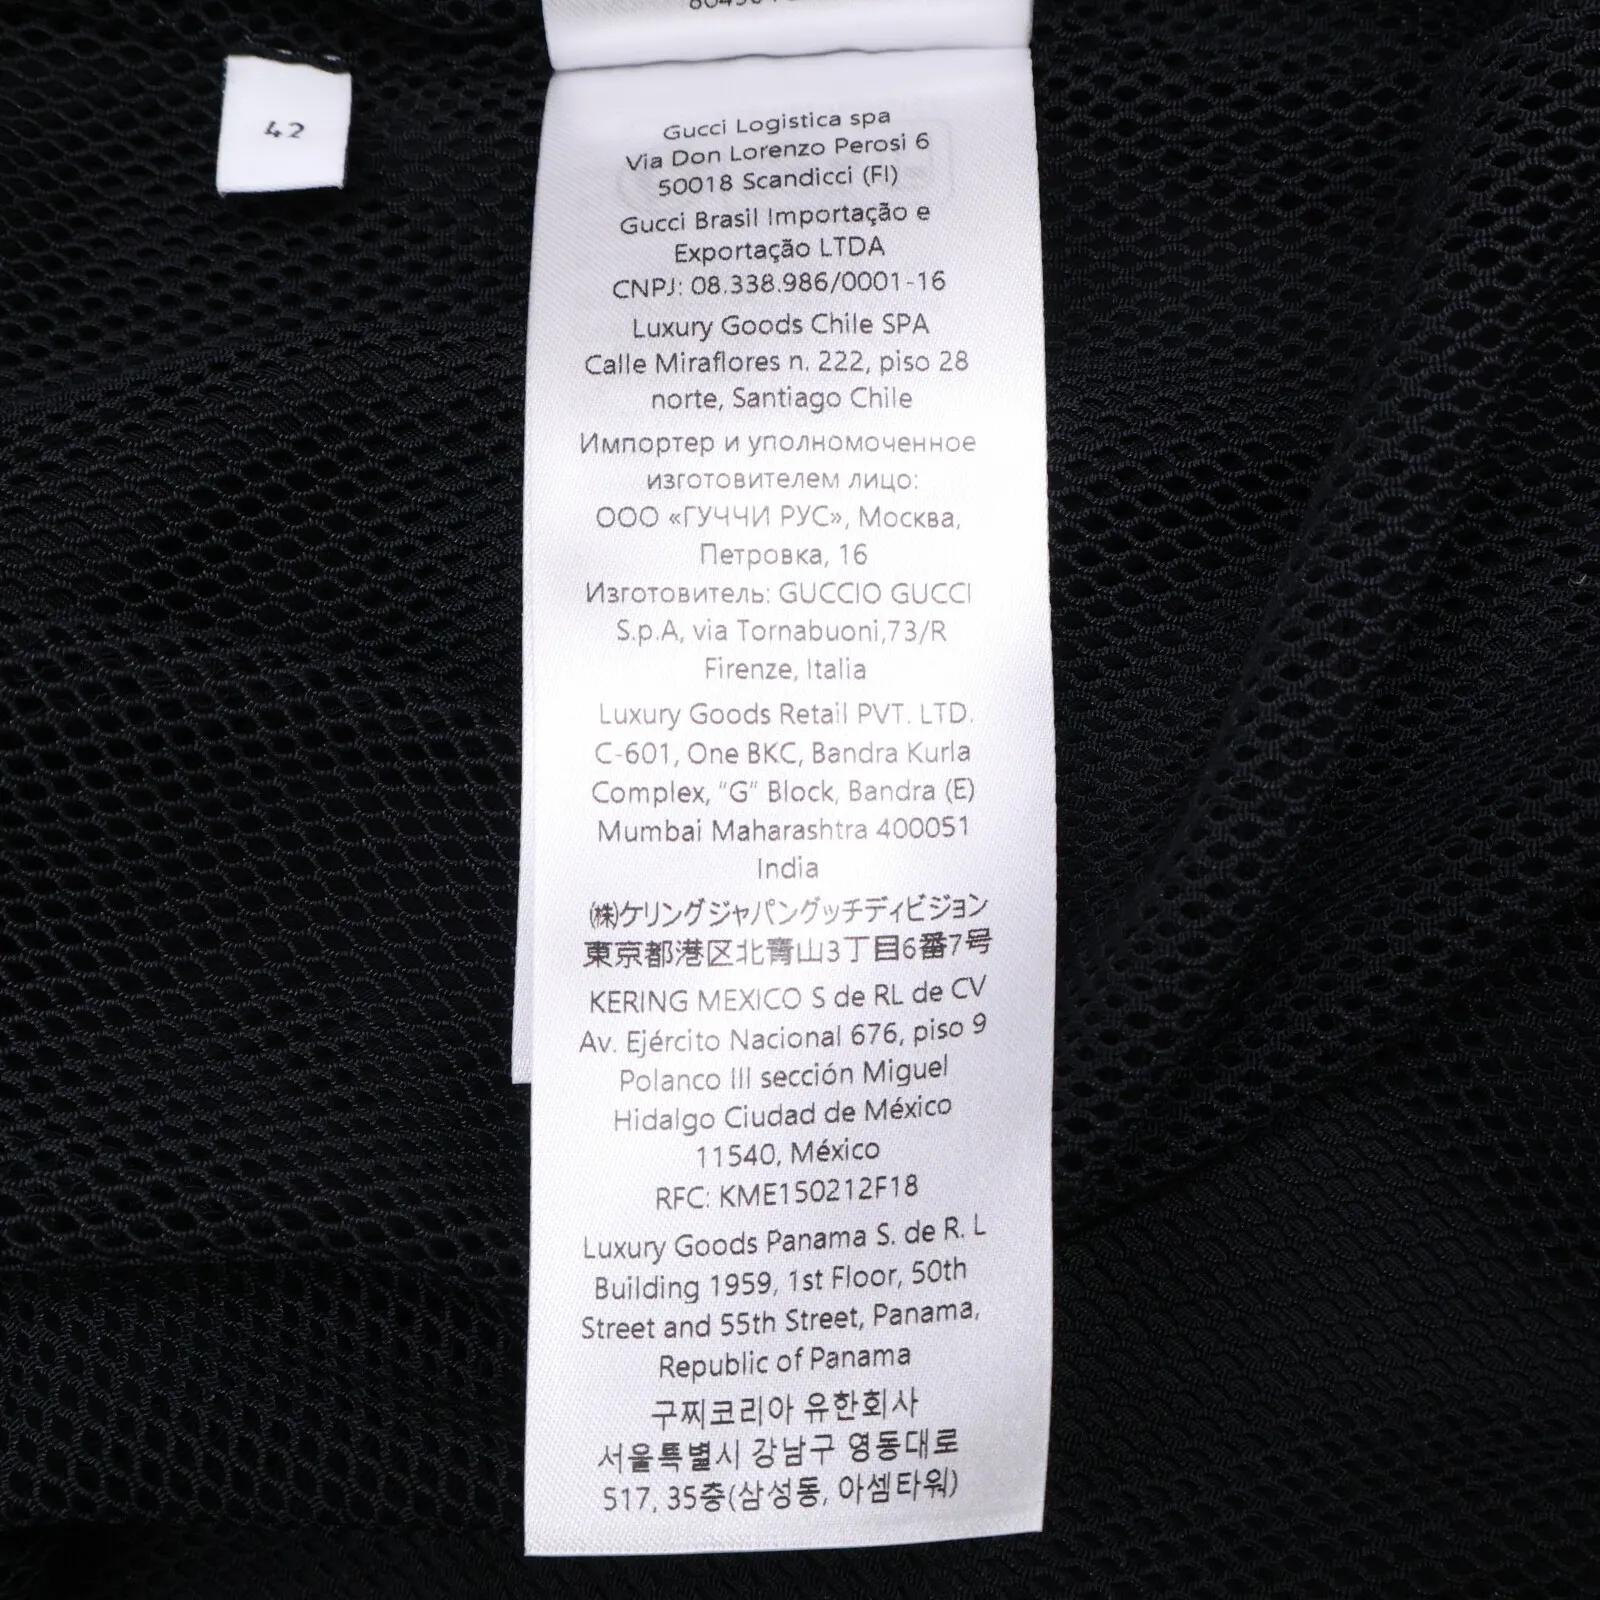 42
Gucci Logistica spa
Via Don Lorenzo Perosi 6
50018 Scandicci (FI)
Gucci Brasil Importação e
Exportação LTDA
CNPJ: 08.338.986/0001-16
Luxury Goods Chile SPA
Calle Miraflores n. 222, piso 28
norte, Santiago Chile
Импортер и уполномоченное
изготовителем лицо:
ООО «ГУЧЧИ РУС», Москва,
Петровка, 16
Изготовитель: GUCCIO GUCCI
S.p.A, via Tornabuoni,73/R
Firenze, Italia
Luxury Goods Retail PVT. LTD.
C-601, One BKC, Bandra Kurla
Complex, "G" Block, Bandra (E)
Mumbai Maharashtra 400051
India
(株)ケリングジャパングッチディビジョン
東京都港区北青山3丁目6番7号
KERING MEXICO S de RL de CV
Av. Ejército Nacional 676, piso 9
Polanco III sección Miguel
Hidalgo Ciudad de México
11540, México
RFC: KME150212F18
Luxury Goods Panama S. de R. L
Building 1959, 1st Floor, 50th
Street and 55th Street, Panama,
Republic of Panama
구찌코리아 유한회사
서울특별시 강남구 영동대로
517, 35층(삼성동, 아셈타워)